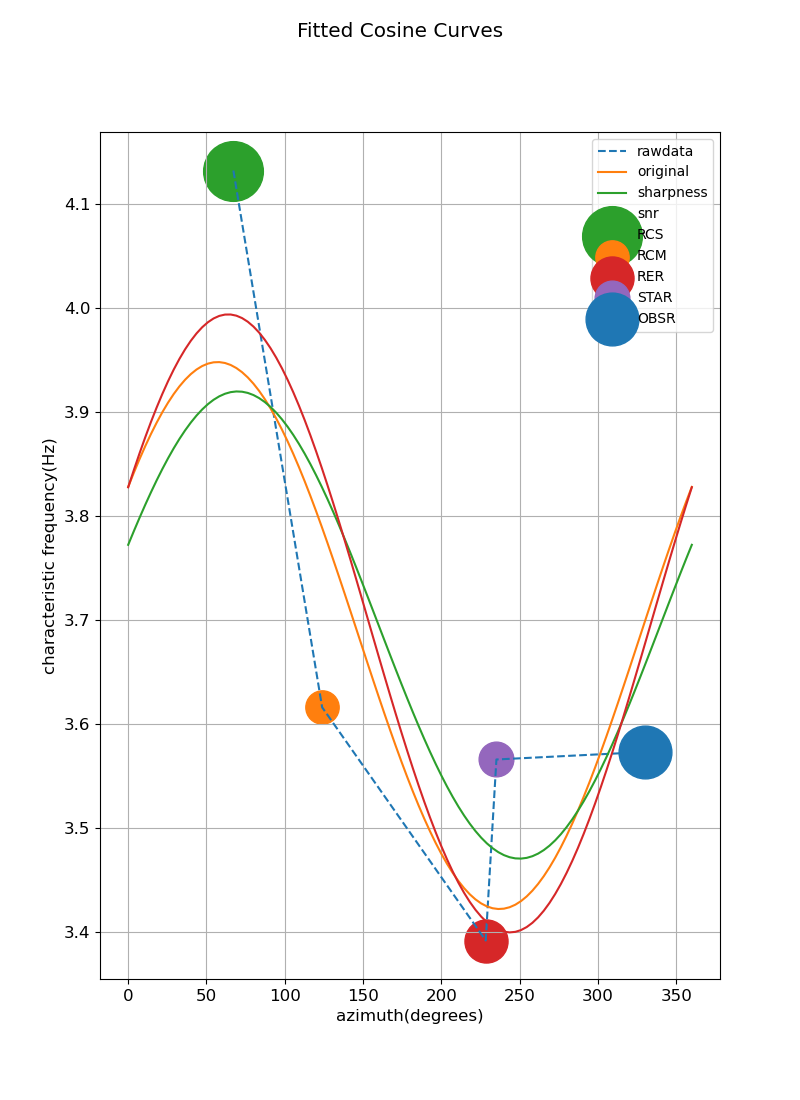 Fitted Cosine Curves
rawdata
original
sharpness
snr
RCS
RCM
RER
STAR
OBSR
4.1
4.0
3.9
3.8
3.7
3.6
3.5
3.4
characteristic frequency(Hz)
0 50 100 150 200 250 300 350
azimuth(degrees)